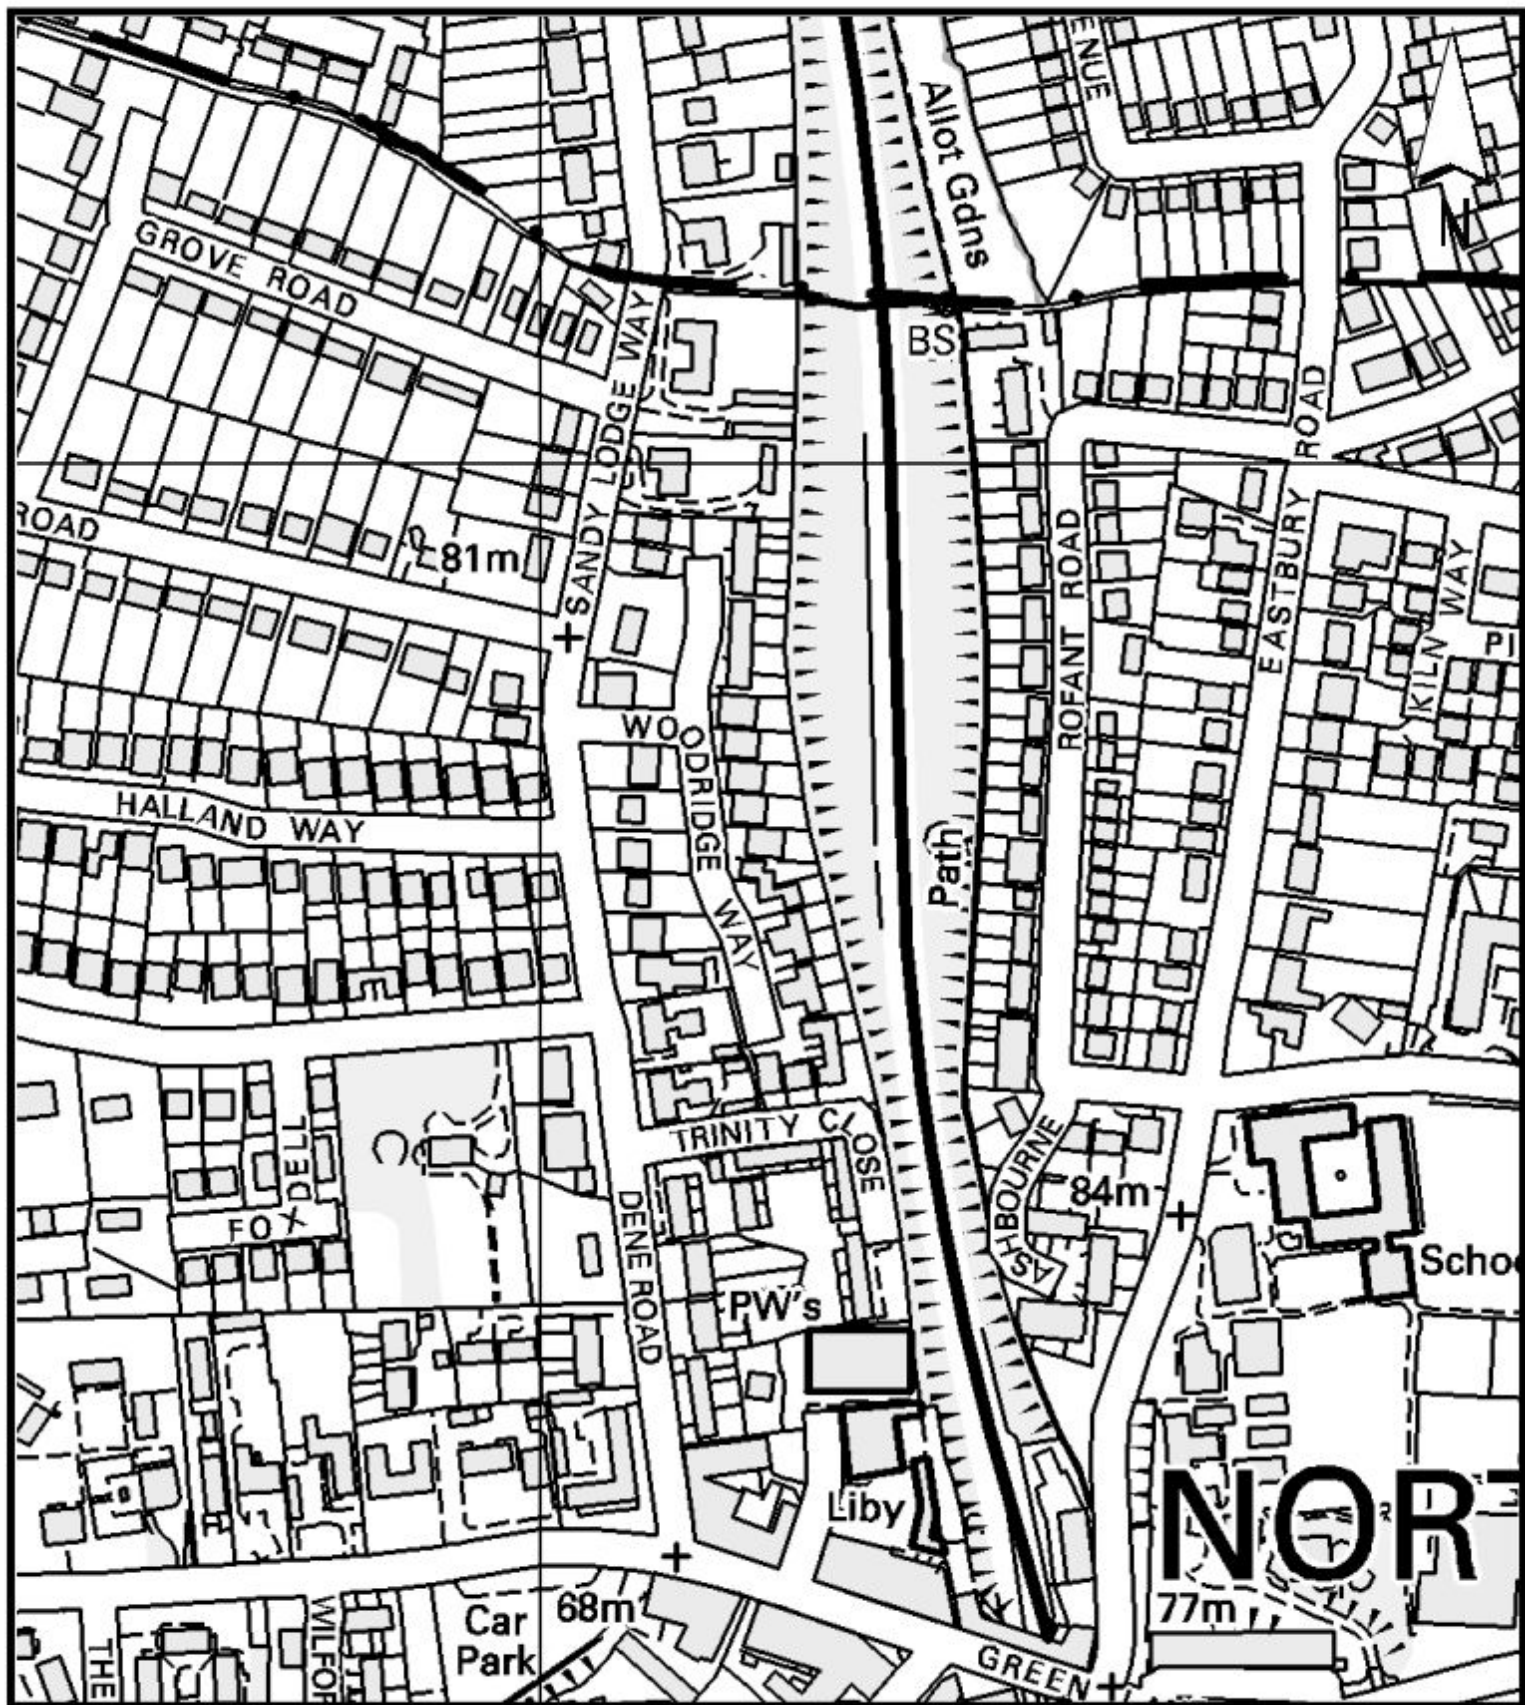 ENUE
Allot Gdns
N
GROVE ROAD
SANDY LODGE WAY
BS
ROAD
EASTBURY
ROAD
81m
ROFANT ROAD
KILN WAY
PI
WOODRIDGE
WAY
HALLAND WAY
Path
TRINITY CLOSE
ASHBOURNE
84m
FOX DELL
DENE ROAD
Schoo
PW's
Liby
NORT
Car
Park
68m
77m
GREEN
THE
WILFOR